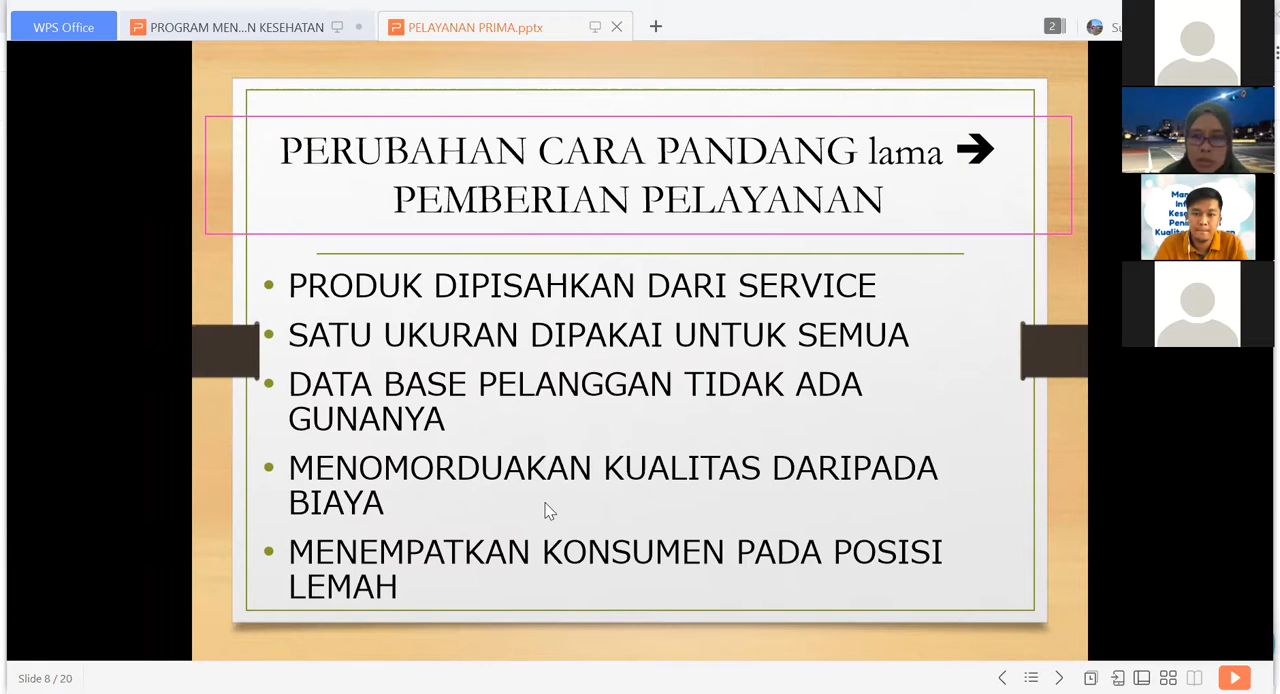 WPS Office
PROGRAM MEN...N KESEHATAN
PELAYANAN PRIMA.pptx
2
PERUBAHAN CARA PANDANG lama ➔
PEMBERIAN PELAYANAN
• PRODUK DIPISAHKAN DARI SERVICE
• SATU UKURAN DIPAKAI UNTUK SEMUA
• DATA BASE PELANGGAN TIDAK ADA
GUNANYA
• MENOMORDUAKAN KUALITAS DARIPADA
BIAYA
• MENEMPATKAN KONSUMEN PADA POSISI
LEMAH
Slide 8 / 20